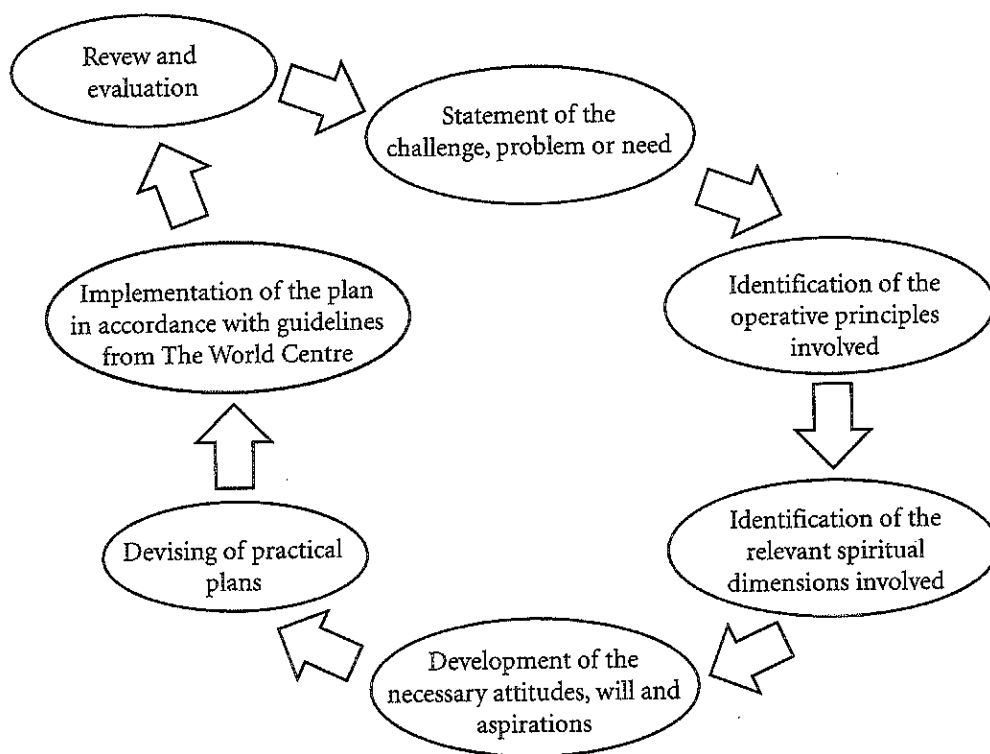 Revew and
evaluation
Statement of the
challenge, problem or need
Identification of the
operative principles
involved
Identification of the
relevant spiritual
dimensions involved
Development of the
necessary attitudes, will and
aspirations
Devising of practical
plans
Implementation of the plan
in accordance with guidelines
from The World Centre